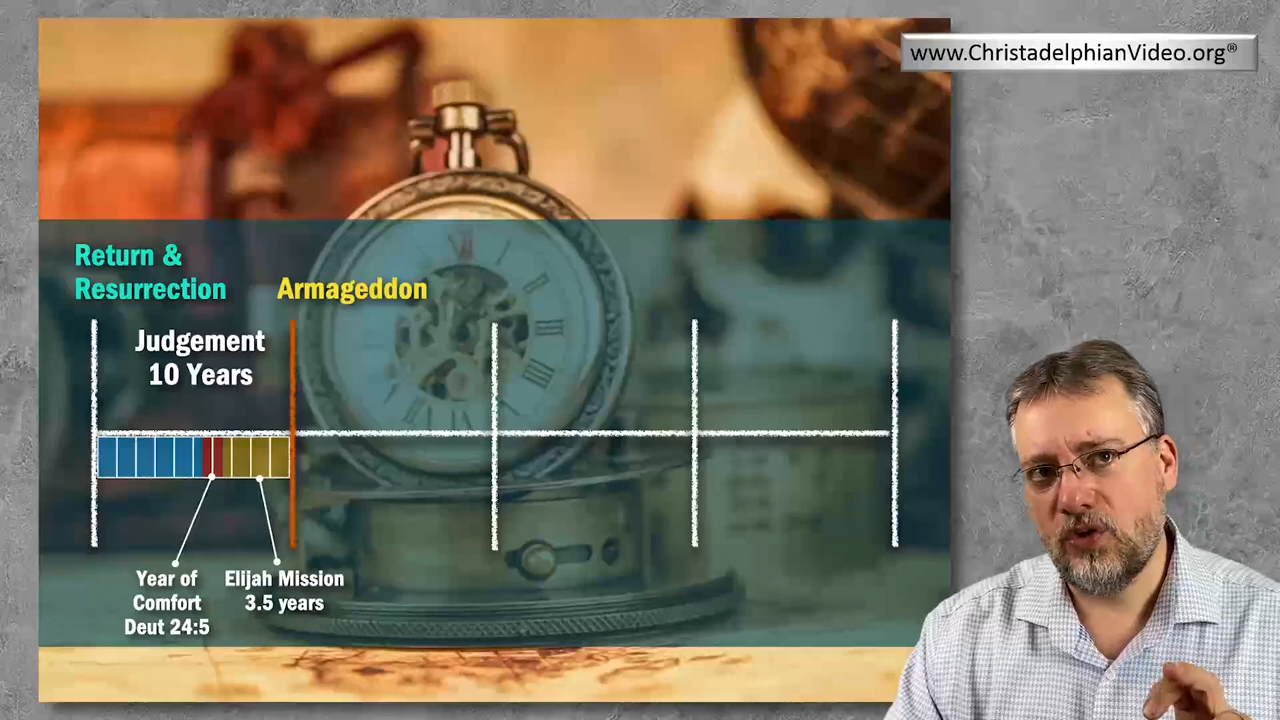 www.ChristadelphianVideo.org®
Return &
Resurrection
Armageddon
Judgement
10 Years
Year of
Comfort
Deut 24:5
Elijah Mission
3.5 years